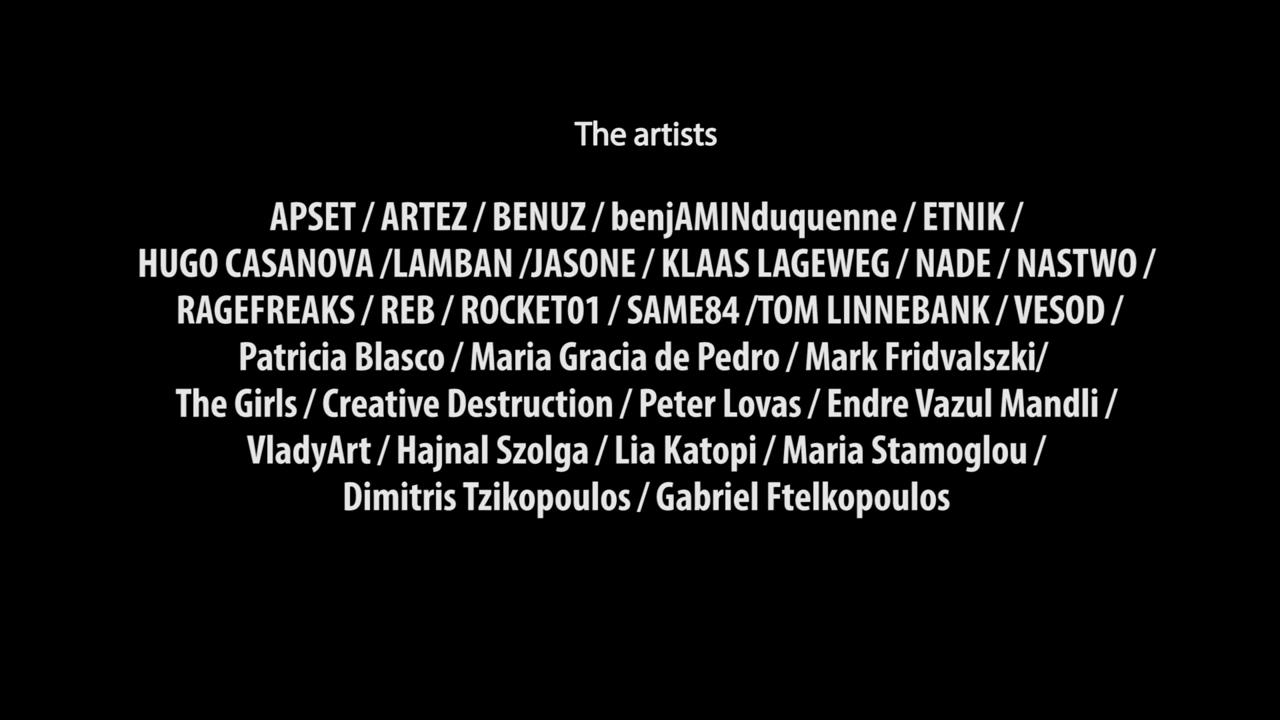 The artists
APSET / ARTEZ / BENUZ / benjAMINduquenne / ETNIK /
HUGO CASANOVA /LAMBAN /JASONE / KLAAS LAGEWEG / NADE / NASTWO /
RAGEFREAKS / REB / ROCKET01 / SAME84 /TOM LINNEBANK / VESOD /
Patricia Blasco / Maria Gracia de Pedro / Mark Fridvalszki/
The Girls / Creative Destruction / Peter Lovas / Endre Vazul Mandli /
VladyArt / Hajnal Szolga / Lia Katopi / Maria Stamoglou /
Dimitris Tzikopoulos / Gabriel Ftelkopoulos